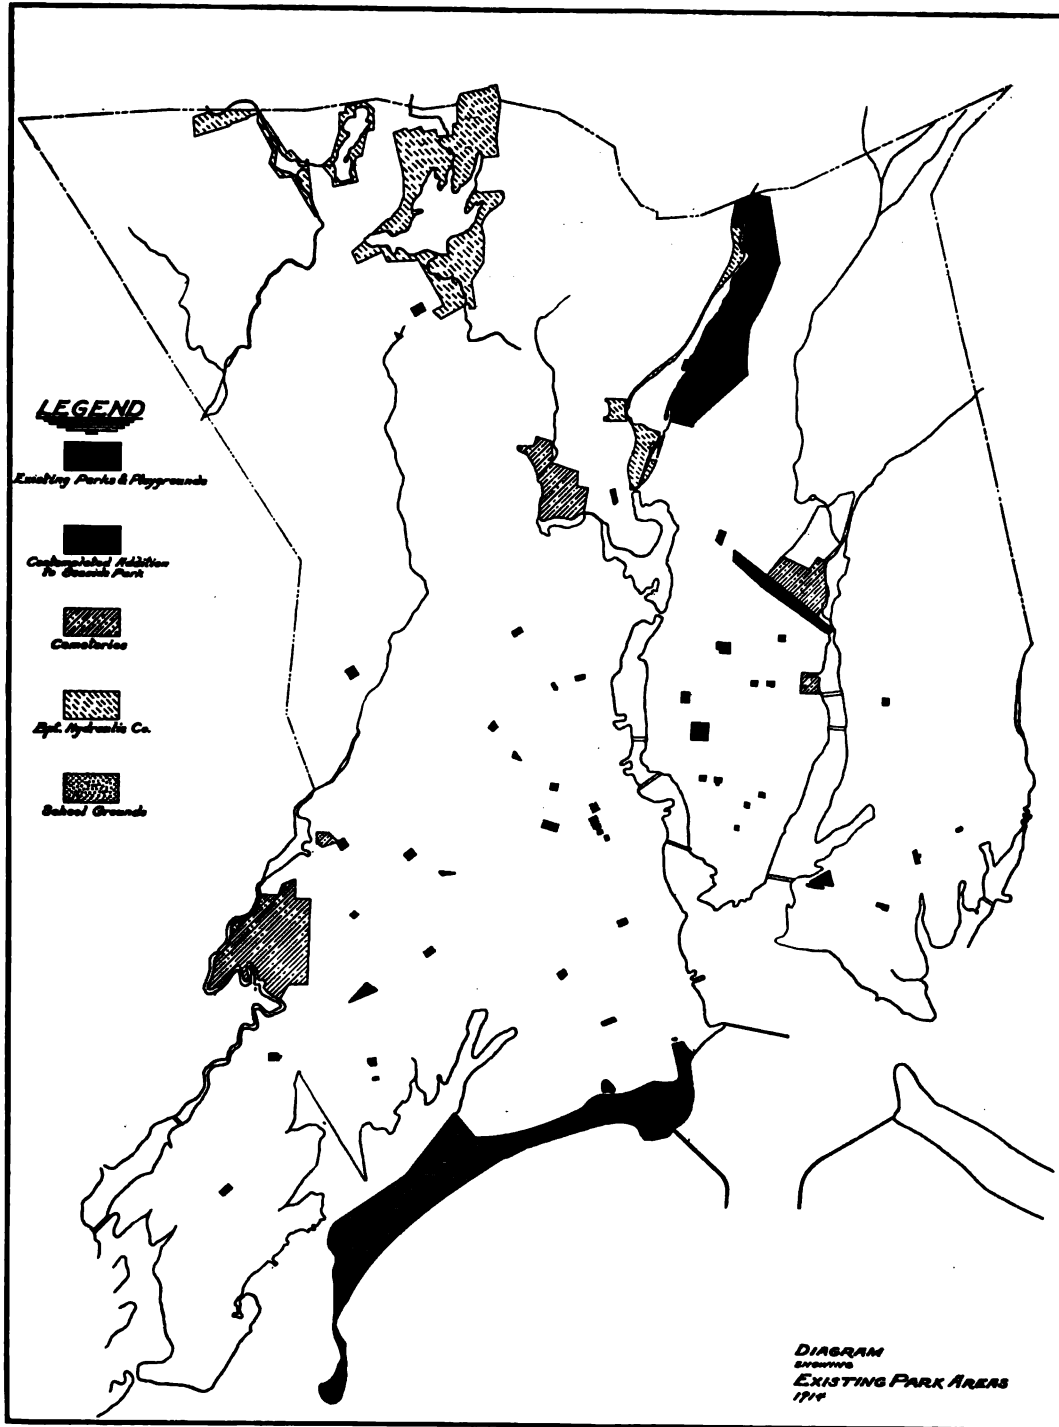 LEGEND
Existing Parks & Playgrounds
Contemplated Addition
to Seaside Park
Cemeteries
Bpt. Hydraulic Co.
School Grounds
DIAGRAM
SHOWING
EXISTING PARK AREAS
1914